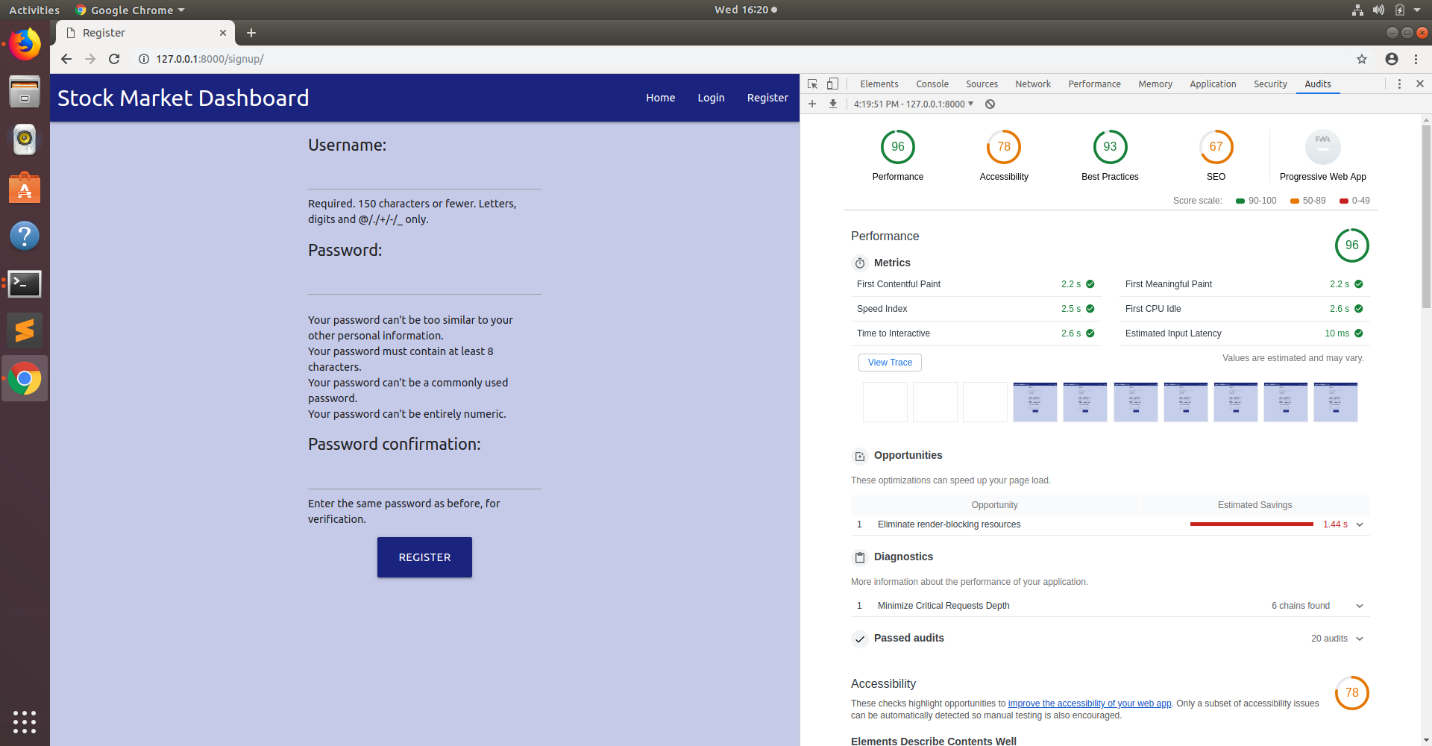 Activities Google Chrome Wed 16:20
Register
127.0.0.1:8000/signup/
Stock Market Dashboard Home Login Register
Username:
Required. 150 characters or fewer. Letters,
digits and @/./+/-/_ only.
Password:
Your password can't be too similar to your
other personal information.
Your password must contain at least 8
characters.
Your password can't be a commonly used
password.
Your password can't be entirely numeric.
Password confirmation:
Enter the same password as before, for
verification.
REGISTER
Elements Console Sources Network Performance Memory Application Security Audits
4:19:51 PM - 127.0.0.1:8000
96 78 93 67 PWA
Performance Accessibility Best Practices SEO Progressive Web App
Score scale: 90-100 50-89 0-49
Performance 96
Metrics
First Contentful Paint 2.2 s First Meaningful Paint 2.2 s
Speed Index 2.5 s First CPU Idle 2.6 s
Time to Interactive 2.6 s Estimated Input Latency 10 ms
View Trace Values are estimated and may vary.
Opportunities
These optimizations can speed up your page load.
Opportunity Estimated Savings
1 Eliminate render-blocking resources 1.44 s
Diagnostics
More information about the performance of your application.
1 Minimize Critical Requests Depth 6 chains found
Passed audits 20 audits
Accessibility 78
These checks highlight opportunities to improve the accessibility of your web app. Only a subset of accessibility issues
can be automatically detected so manual testing is also encouraged.
Elements Describe Contents Well